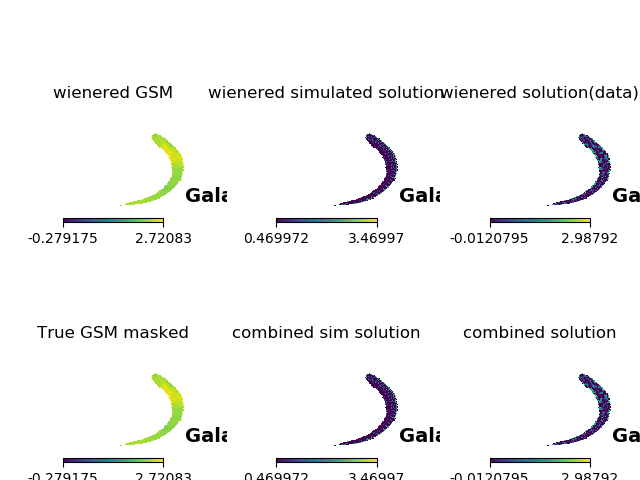 wienered GSM
wienered simulated solution
wienered solution(data)
Gala
Gala
Ga
-0.279175 2.72083
0.469972 3.46997
-0.0120795 2.98792
True GSM masked
combined sim solution
combined solution
Gala
Gala
Ga
-0.279175 2.72083
0.469972 3.46997
-0.0120795 2.98792